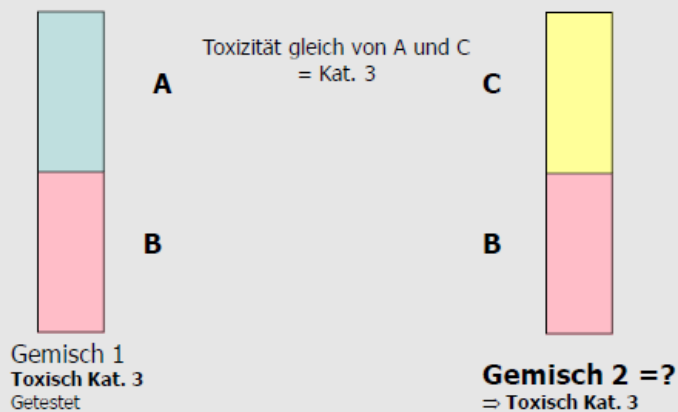 Toxizität gleich von A und C
= Kat. 3
A
C
B
B
Gemisch 1
Toxisch Kat. 3
Getestet
Gemisch 2 =?
⇒ Toxisch Kat. 3